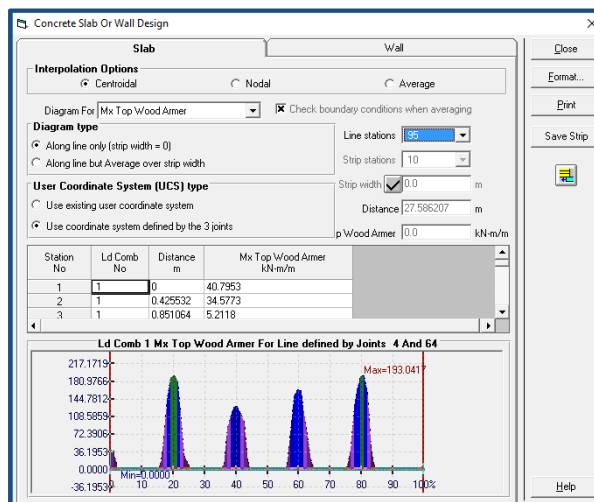 Concrete Slab Or Wall Design
Slab Wall
Interpolation Options
Centroidal Nodal Average
Diagram For Mx Top Wood Armer Check boundary conditions when averaging
Diagram type
Along line only (strip width = 0)
Along line but Average over strip width
Line stations 95
Strip stations 10
User Coordinate System (UCS) type
Use existing user coordinate system
Use coordinate system defined by the 3 joints
Strip width 0.0 m
Distance 27.586207 m
p Wood Armer 0.0 kN-m/m
Station No Ld Comb No Distance m Mx Top Wood Armer kN-m/m
1 1 0 40.7953
2 1 0.425532 34.5773
3 1 0.851064 5.2118
Ld Comb 1 Mx Top Wood Armer For Line defined by Joints 4 And 64
217.1719
180.9766
144.7812
108.5859
72.3906
36.1953
0.0000
-36.1953
Max=193.0417
Min=0.0000
10 20 30 40 50 60 70 80 90 100%
Close
Format...
Print
Save Strip
Help